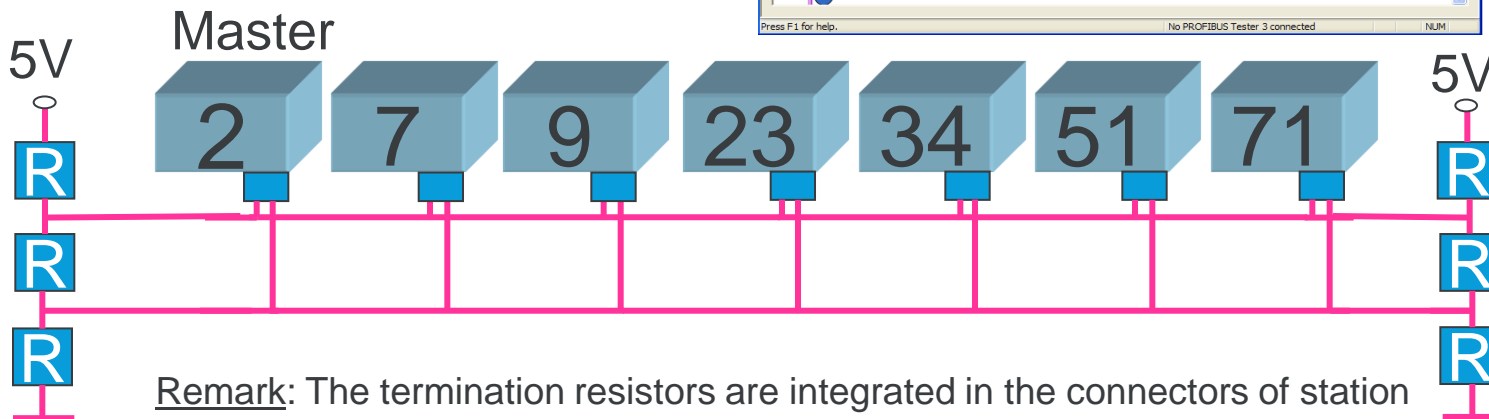 Press F1 for help. No PROFIBUS Tester 3 connected NUM
Master
5V 5V
2 7 9 23 34 51 71
R R
R R
R R
Remark: The termination resistors are integrated in the connectors of station